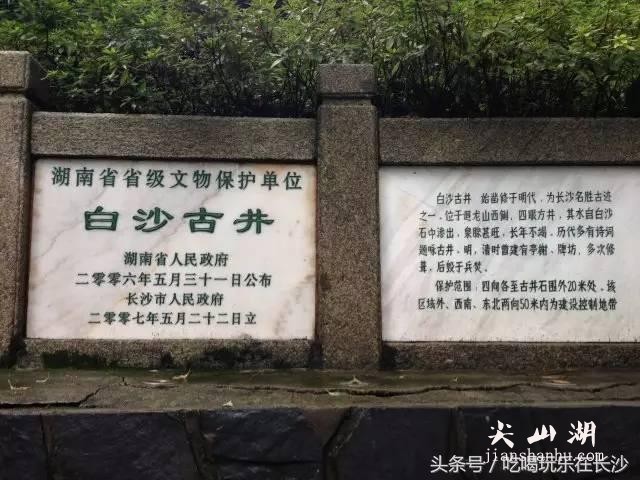 湖南省省级文物保护单位
白沙古井
湖南省人民政府
二零零六年五月三十一日公布
长沙市人民政府
二零零七年五月二十二日立
白沙古井 始凿修于明代，为长沙名胜古迹
之一。位于迴龙山西侧，四眼方井，其水自白沙
石中渗出，泉脉甚旺，长年不竭。历代多有诗词
题咏古井。明、清时曾建有亭榭、牌坊，多次修
葺，后毁于兵燹。
保护范围：四向各至古井石围外20米处。该
区域外、西南、东北两向50米内为建设控制地带
尖山湖
jianshanhu.com
头条号／吃喝玩乐在长沙